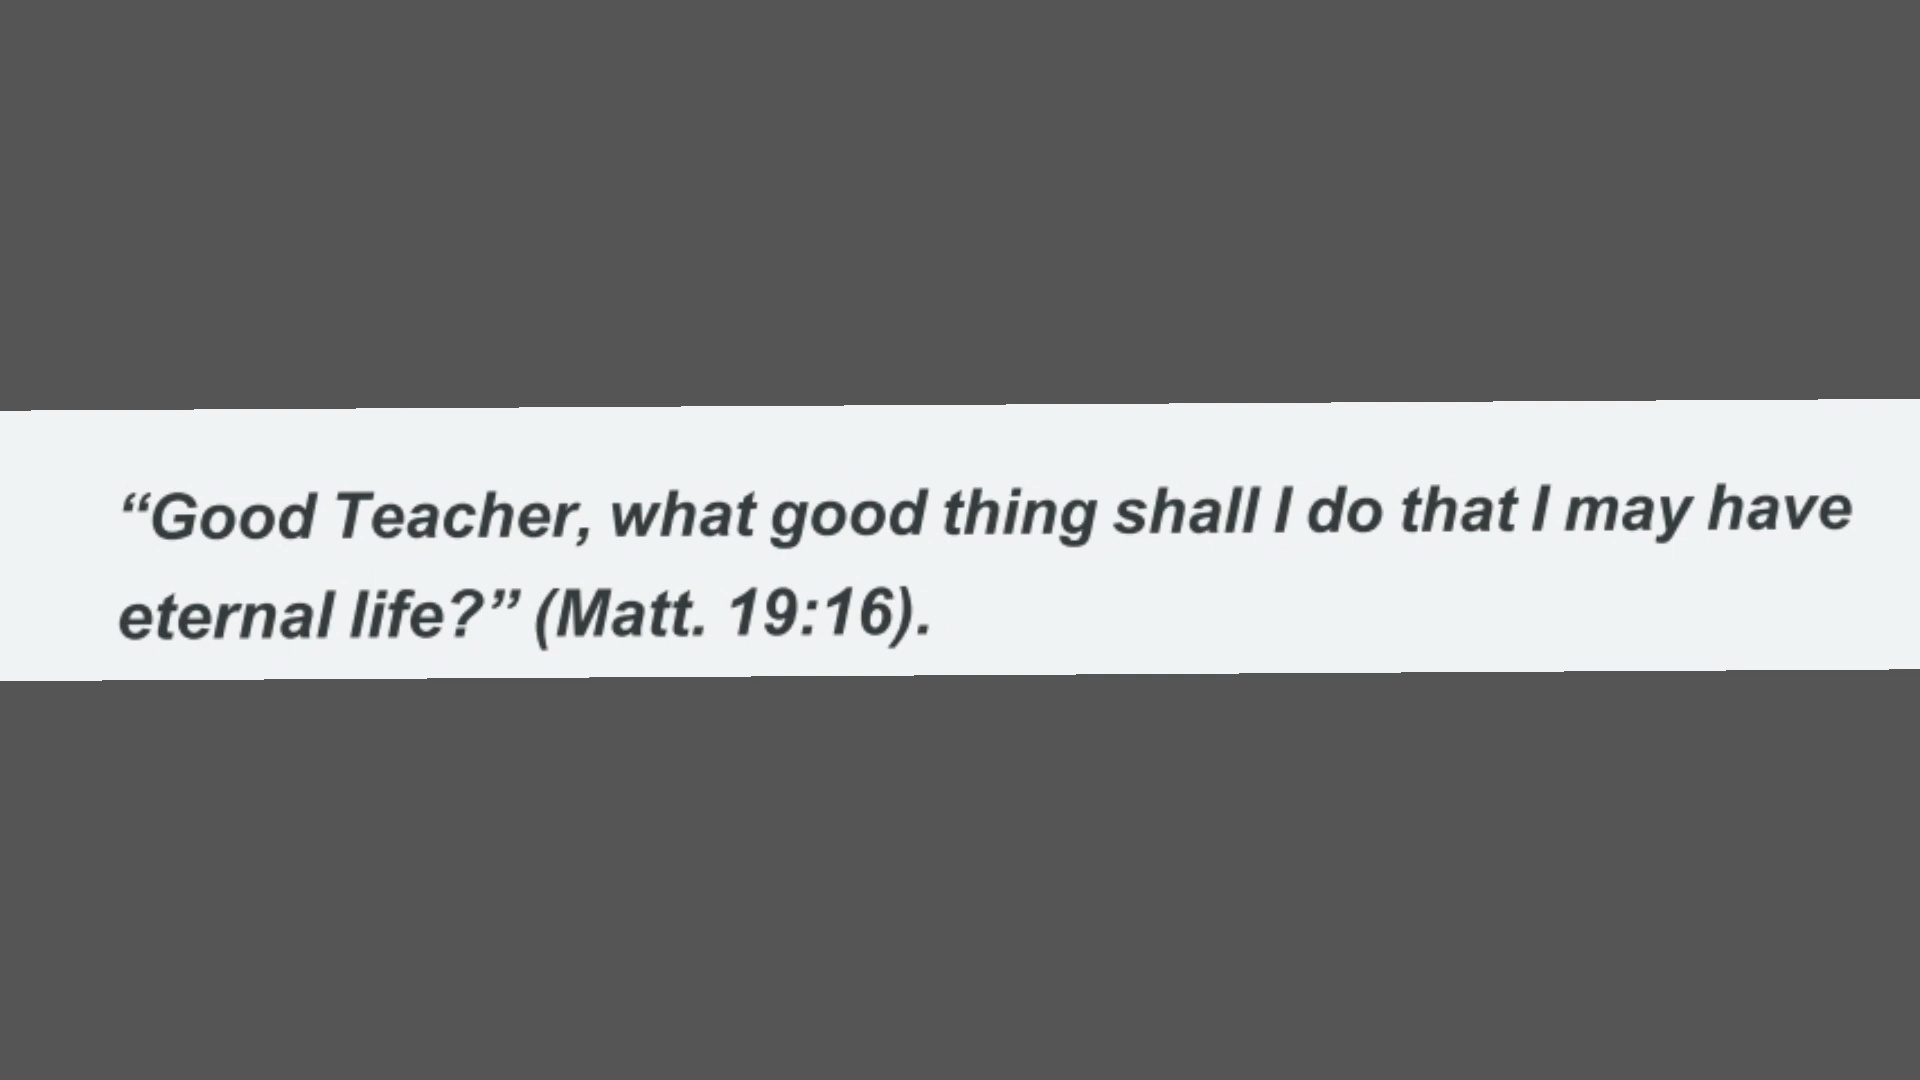 “Good Teacher, what good thing shall I do that I may have
eternal life?” (Matt. 19:16).